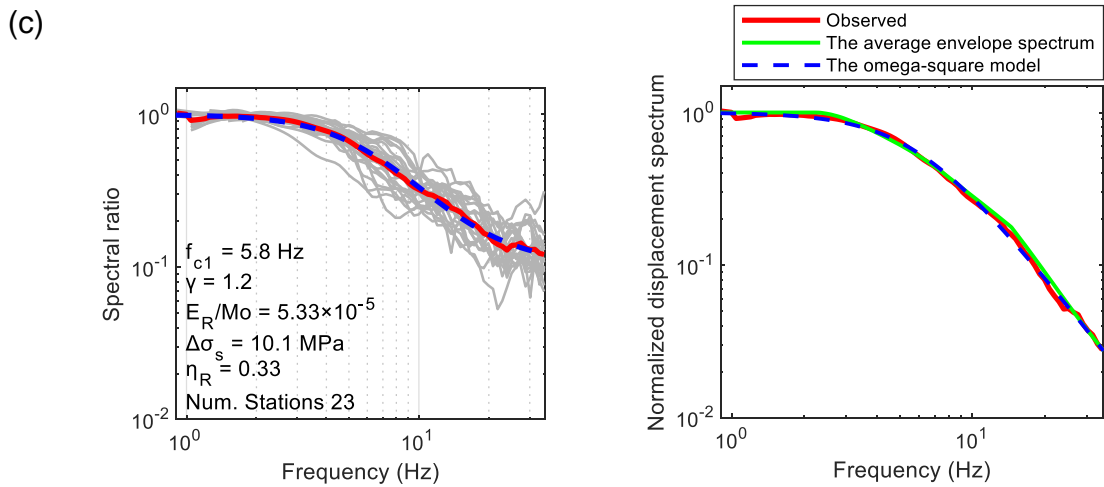 (c)
Spectral ratio
10^0
10^-1
10^-2
f_c1 = 5.8 Hz
γ = 1.2
E_R/Mo = 5.33×10^-5
Δσ_s = 10.1 MPa
η_R = 0.33
Num. Stations 23
10^0
10^1
Frequency (Hz)
Observed
The average envelope spectrum
The omega-square model
Normalized displacement spectrum
10^0
10^-1
10^-2
10^0
10^1
Frequency (Hz)